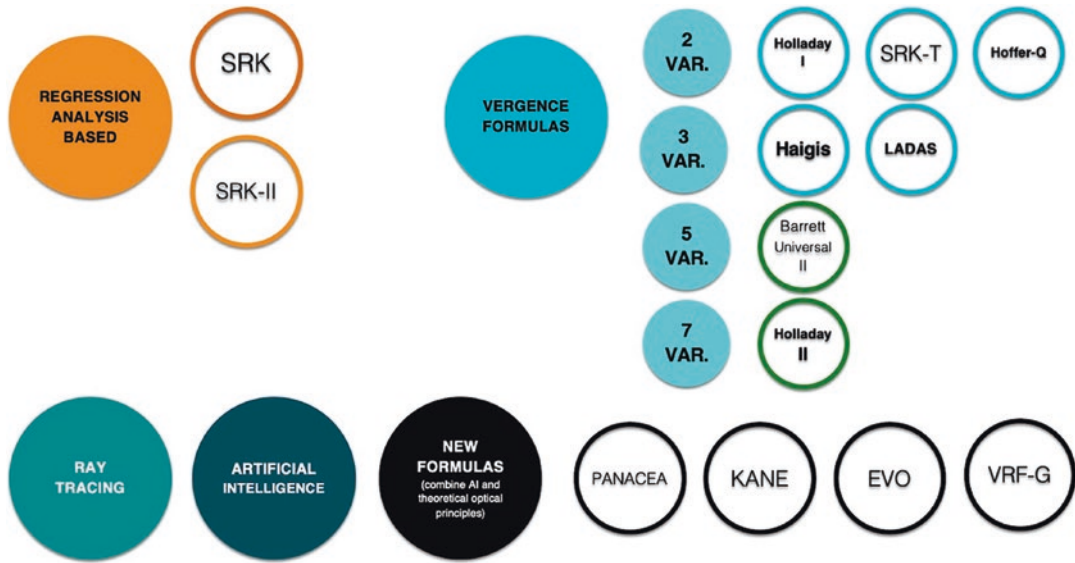 REGRESSION
ANALYSIS
BASED
SRK
SRK-II
VERGENCE
FORMULAS
2
VAR.
Holladay
I
SRK-T
Hoffer-Q
3
VAR.
Haigis
LADAS
5
VAR.
Barrett
Universal
II
7
VAR.
Holladay
II
RAY
TRACING
ARTIFICIAL
INTELLIGENCE
NEW
FORMULAS
(combine AI and
theoretical optical
principles)
PANACEA
KANE
EVO
VRF-G